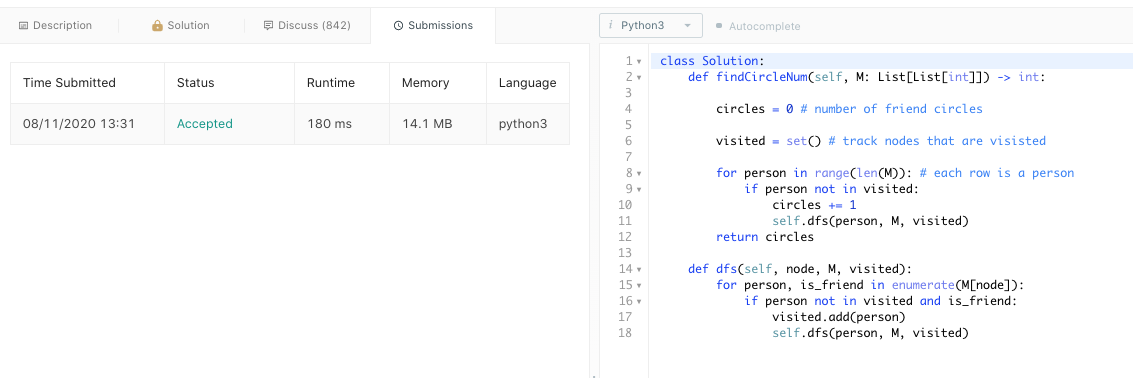 Description Solution Discuss (842) Submissions
i Python3 Autocomplete
Time Submitted Status Runtime Memory Language
08/11/2020 13:31 Accepted 180 ms 14.1 MB python3
1 class Solution:
2 def findCircleNum(self, M: List[List[int]]) -> int:
3
4 circles = 0 # number of friend circles
5
6 visited = set() # track nodes that are visisted
7
8 for person in range(len(M)): # each row is a person
9 if person not in visited:
10 circles += 1
11 self.dfs(person, M, visited)
12 return circles
13
14 def dfs(self, node, M, visited):
15 for person, is_friend in enumerate(M[node]):
16 if person not in visited and is_friend:
17 visited.add(person)
18 self.dfs(person, M, visited)